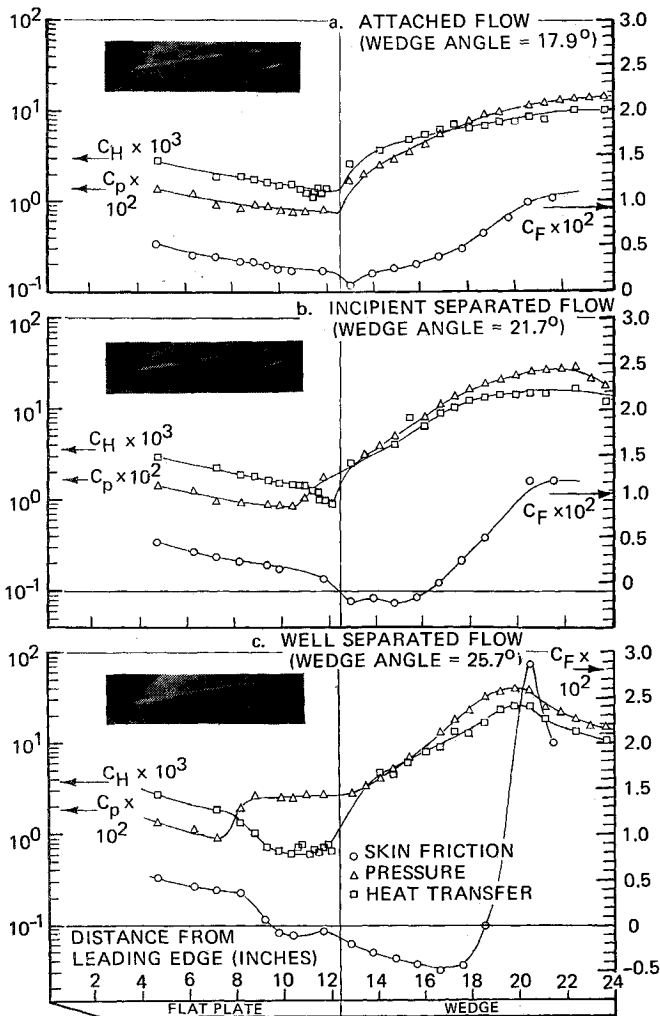 a. ATTACHED FLOW
(WEDGE ANGLE = 17.9°)
10² 10¹ 10⁰ 10⁻¹
3.0 2.5 2.0 1.5 1.0 0.5 0
C_H × 10³
C_p × 10²
C_F × 10²
b. INCIPIENT SEPARATED FLOW
(WEDGE ANGLE = 21.7°)
10² 10¹ 10⁰ 10⁻¹
3.0 2.5 2.0 1.5 1.0 0.5 0
C_H × 10³
C_p × 10²
C_F × 10²
c. WELL SEPARATED FLOW
(WEDGE ANGLE = 25.7°)
10² 10¹ 10⁰ 10⁻¹
3.0 2.5 2.0 1.5 1.0 0.5 0 −0.5
C_F × 10²
C_H × 10³
C_p × 10²
○ SKIN FRICTION
△ PRESSURE
□ HEAT TRANSFER
DISTANCE FROM
LEADING EDGE (INCHES)
2 4 6 8 10 12 14 16 18 20 22 24
FLAT PLATE WEDGE